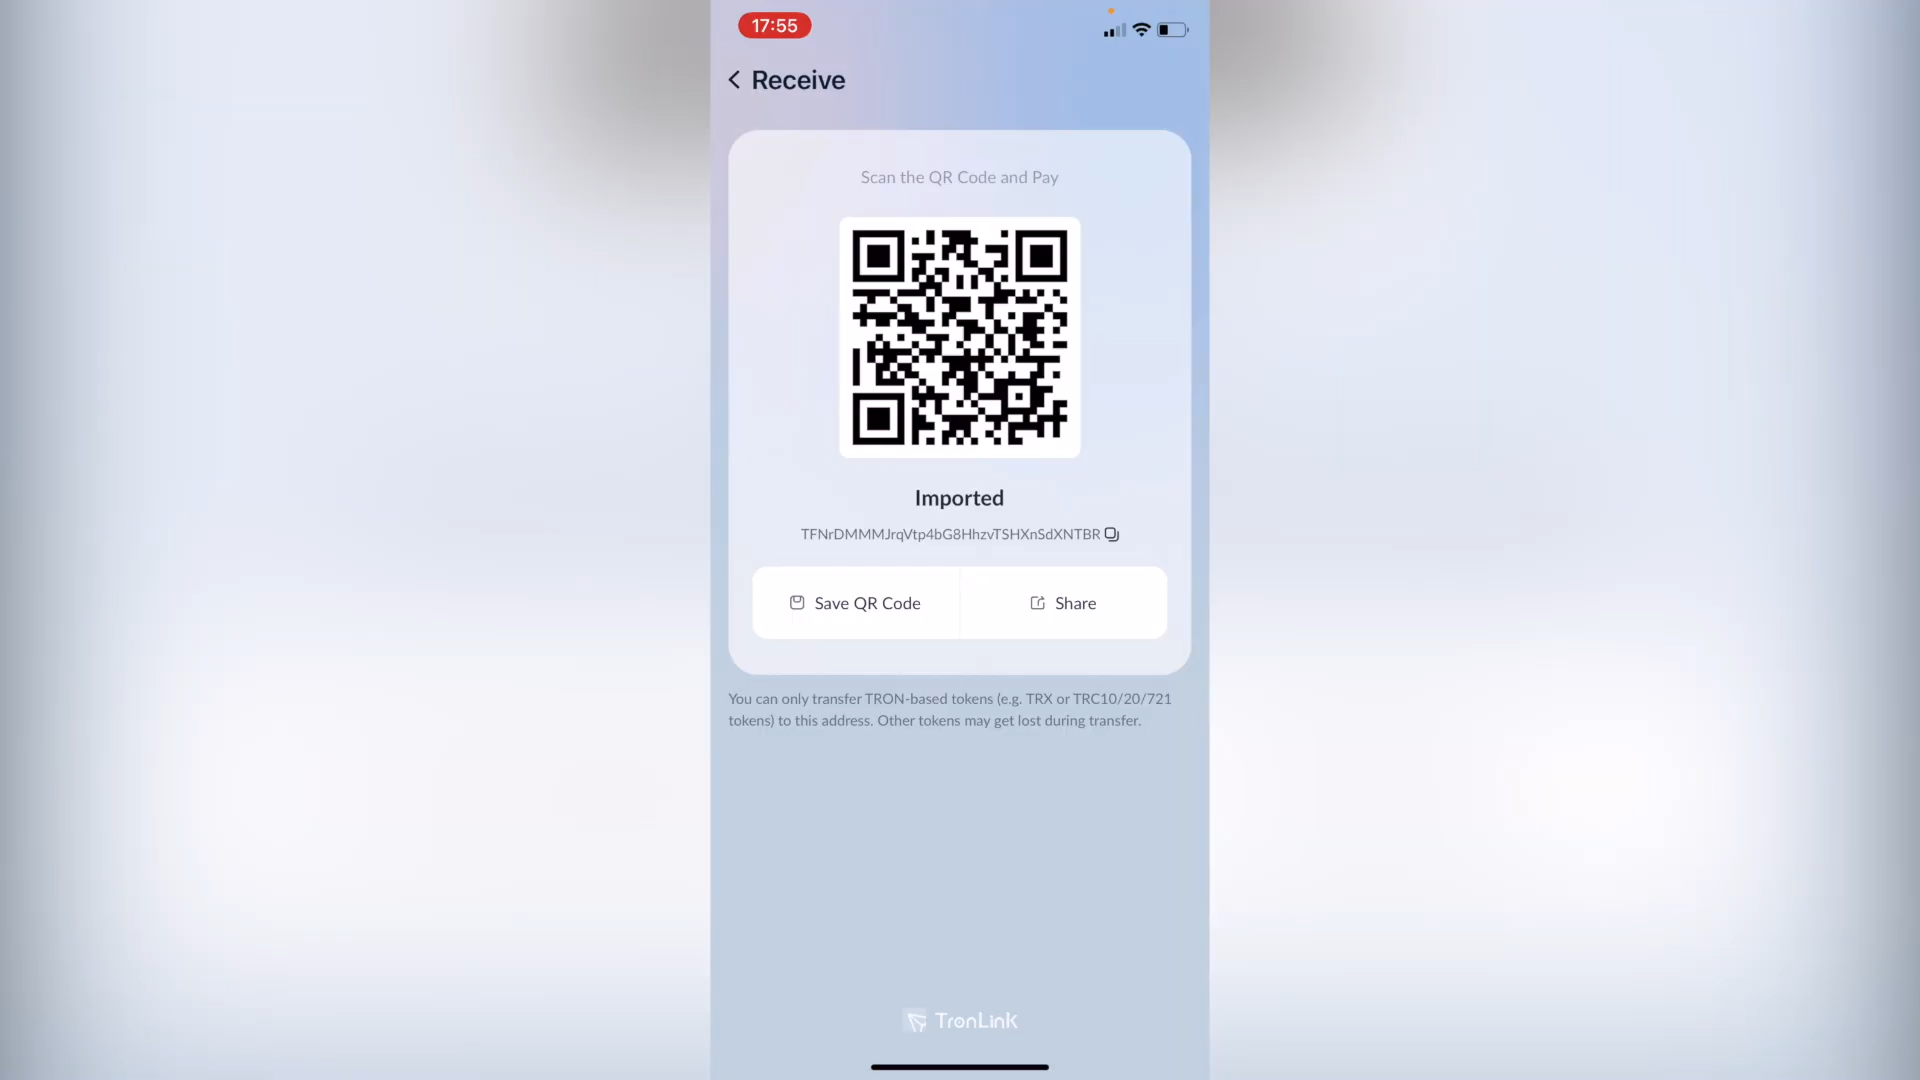 17:55
Receive
Scan the QR Code and Pay
Imported
TFNrDMMMJrqVtp4bG8HhzvTSHXnSdXNTBR
Save QR Code
Share
You can only transfer TRON-based tokens (e.g. TRX or TRC10/20/721
tokens) to this address. Other tokens may get lost during transfer.
TronLink